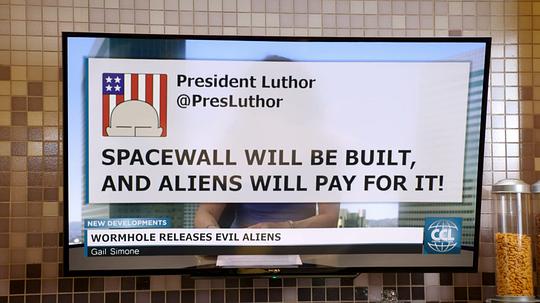 President Luthor
@PresLuthor
SPACEWALL WILL BE BUILT,
AND ALIENS WILL PAY FOR IT!
NEW DEVELOPMENTS
WORMHOLE RELEASES EVIL ALIENS
Gail Simone
CCL